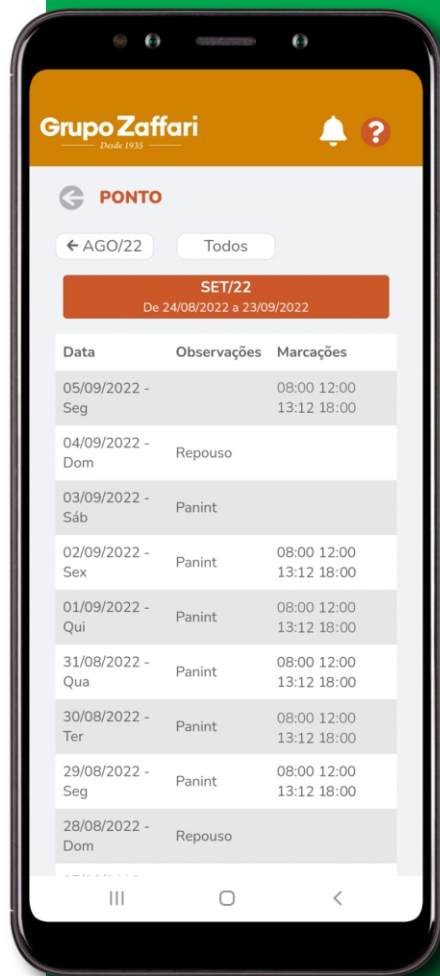 Grupo Zaffari
Desde 1935
?
PONTO
← AGO/22 Todos
SET/22
De 24/08/2022 a 23/09/2022
Data Observações Marcações
05/09/2022 - 08:00 12:00
Seg 13:12 18:00
04/09/2022 -
Dom Repouso
03/09/2022 -
Sáb Panint
02/09/2022 - 08:00 12:00
Sex Panint 13:12 18:00
01/09/2022 - 08:00 12:00
Qui Panint 13:12 18:00
31/08/2022 - 08:00 12:00
Qua Panint 13:12 18:00
30/08/2022 - 08:00 12:00
Ter Panint 13:12 18:00
29/08/2022 - 08:00 12:00
Seg Panint 13:12 18:00
28/08/2022 -
Dom Repouso